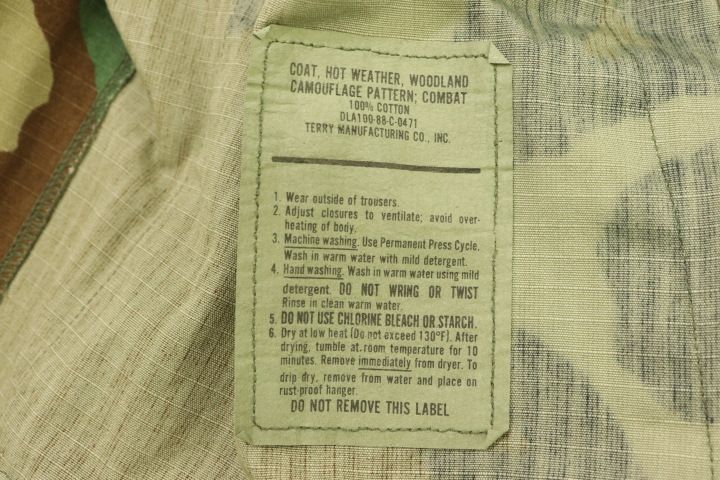 COAT, HOT WEATHER, WOODLAND
CAMOUFLAGE PATTERN; COMBAT
100% COTTON
DLA100-88-C-0471
TERRY MANUFACTURING CO., INC.
1. Wear outside of trousers.
2. Adjust closures to ventilate; avoid over-
heating of body.
3. Machine washing. Use Permanent Press Cycle.
Wash in warm water with mild detergent.
4. Hand washing. Wash in warm water using mild
detergent. DO NOT WRING OR TWIST
Rinse in clean warm water.
5. DO NOT USE CHLORINE BLEACH OR STARCH.
6. Dry at low heat (Do not exceed 130°F). After
drying, tumble at room temperature for 10
minutes. Remove immediately from dryer. To
drip dry, remove from water and place on
rust-proof hanger.
DO NOT REMOVE THIS LABEL